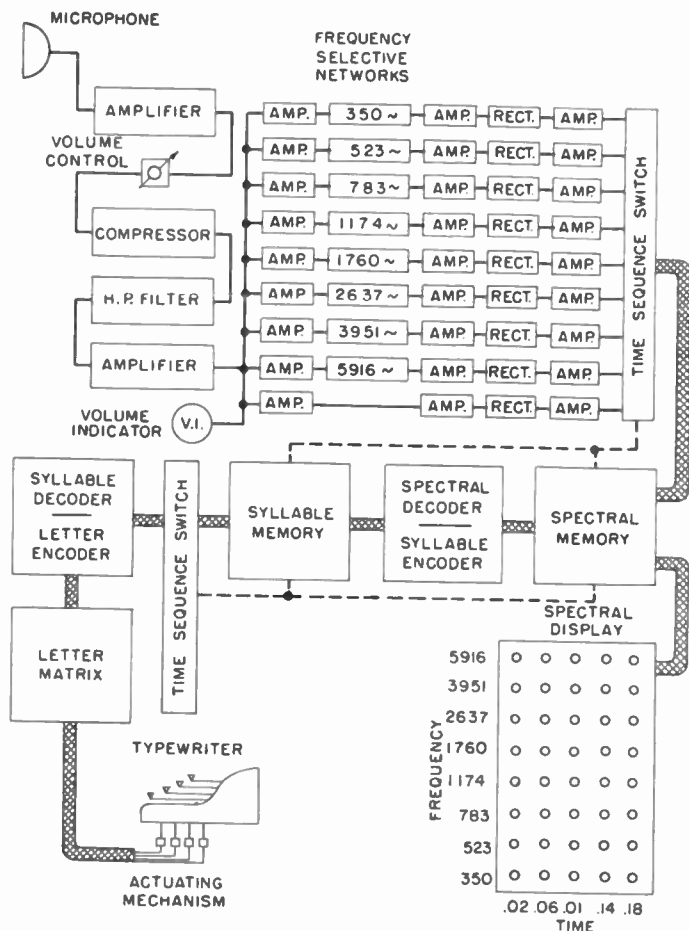 MICROPHONE
AMPLIFIER
VOLUME
CONTROL
COMPRESSOR
H.P. FILTER
AMPLIFIER
VOLUME
INDICATOR
V.I.
FREQUENCY
SELECTIVE
NETWORKS
AMP. 350~ AMP. RECT. AMP.
AMP. 523~ AMP. RECT. AMP.
AMP. 783~ AMP. RECT. AMP.
AMP. 1174~ AMP. RECT. AMP.
AMP. 1760~ AMP. RECT. AMP.
AMP 2637~ AMP. RECT. AMP.
AMP. 3951~ AMP. RECT. AMP.
AMP. 5916~ AMP. RECT. AMP.
AMP. AMP. RECT. AMP.
TIME SEQUENCE SWITCH
SYLLABLE
DECODER
LETTER
ENCODER
TIME SEQUENCE SWITCH
SYLLABLE
MEMORY
SPECTRAL
DECODER
SYLLABLE
ENCODER
SPECTRAL
MEMORY
LETTER
MATRIX
TYPEWRITER
ACTUATING
MECHANISM
SPECTRAL
DISPLAY
FREQUENCY
5916
3951
2637
1760
1174
783
523
350
.02 .06 .01 .14 .18
TIME